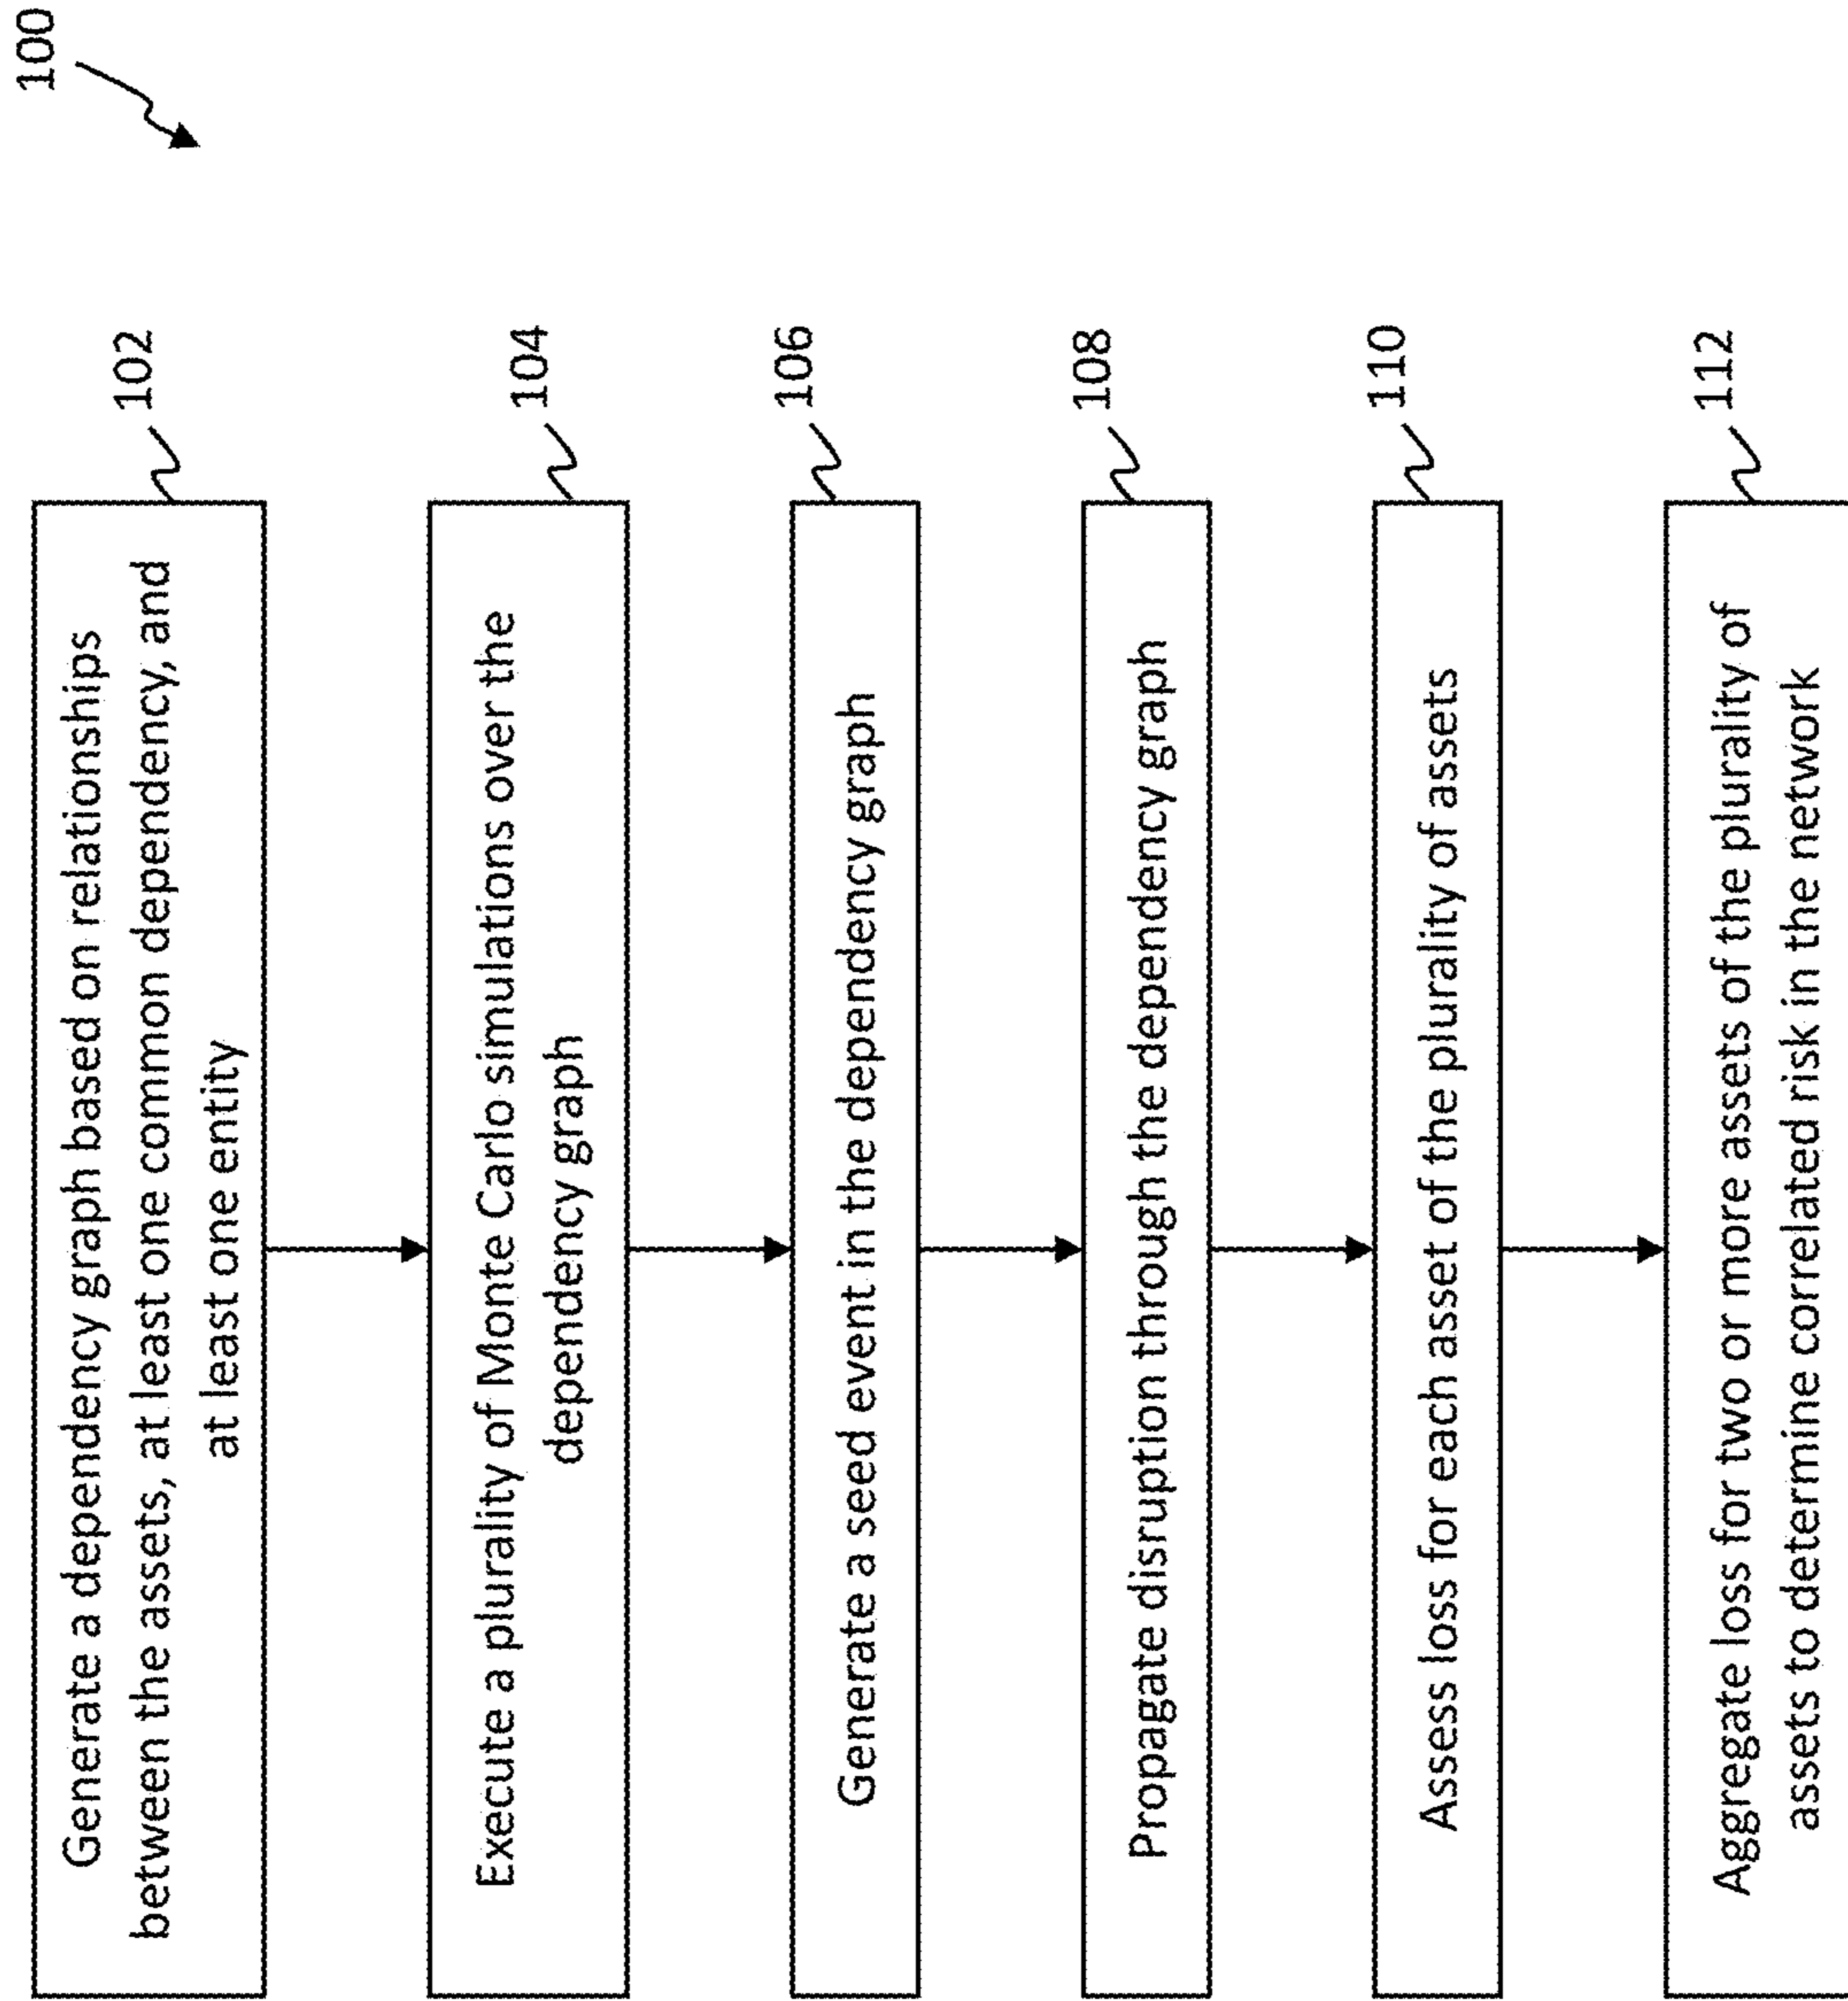 100
Generate a dependency graph based on relationships
between the assets, at least one common dependency, and
at least one entity
102
Execute a plurality of Monte Carlo simulations over the
dependency graph
104
Generate a seed event in the dependency graph
106
Propagate disruption through the dependency graph
108
Assess loss for each asset of the plurality of assets
110
Aggregate loss for two or more assets of the plurality of
assets to determine correlated risk in the network
112